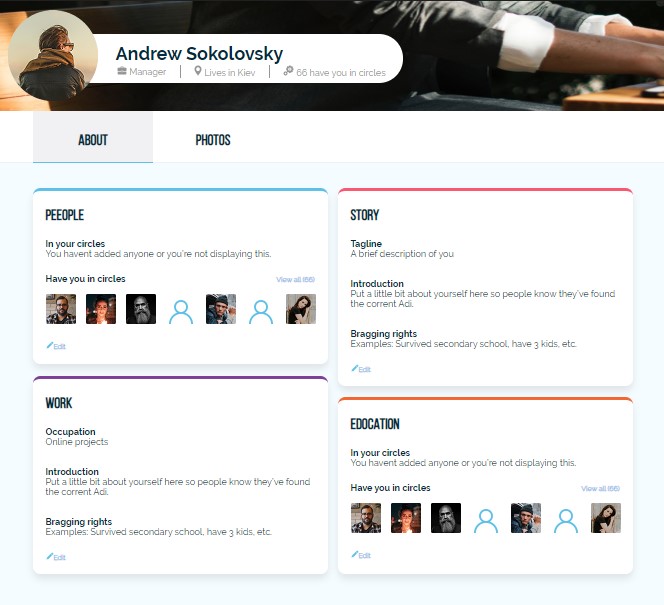 Andrew Sokolovsky
Manager
Lives in Kiev
66 have you in circles
ABOUT
PHOTOS
PEEOPLE
In your circles
You havent added anyone or you're not displaying this.
Have you in circles
View all (66)
Edit
STORY
Tagline
A brief description of you
Introduction
Put a little bit about yourself here so people know they've found
the corrent Adi.
Bragging rights
Examples: Survived secondary school, have 3 kids, etc.
Edit
WORK
Occupation
Online projects
Introduction
Put a little bit about yourself here so people know they've found
the corrent Adi.
Bragging rights
Examples: Survived secondary school, have 3 kids, etc.
Edit
EDOCATION
In your circles
You havent added anyone or you're not displaying this.
Have you in circles
View all (66)
Edit